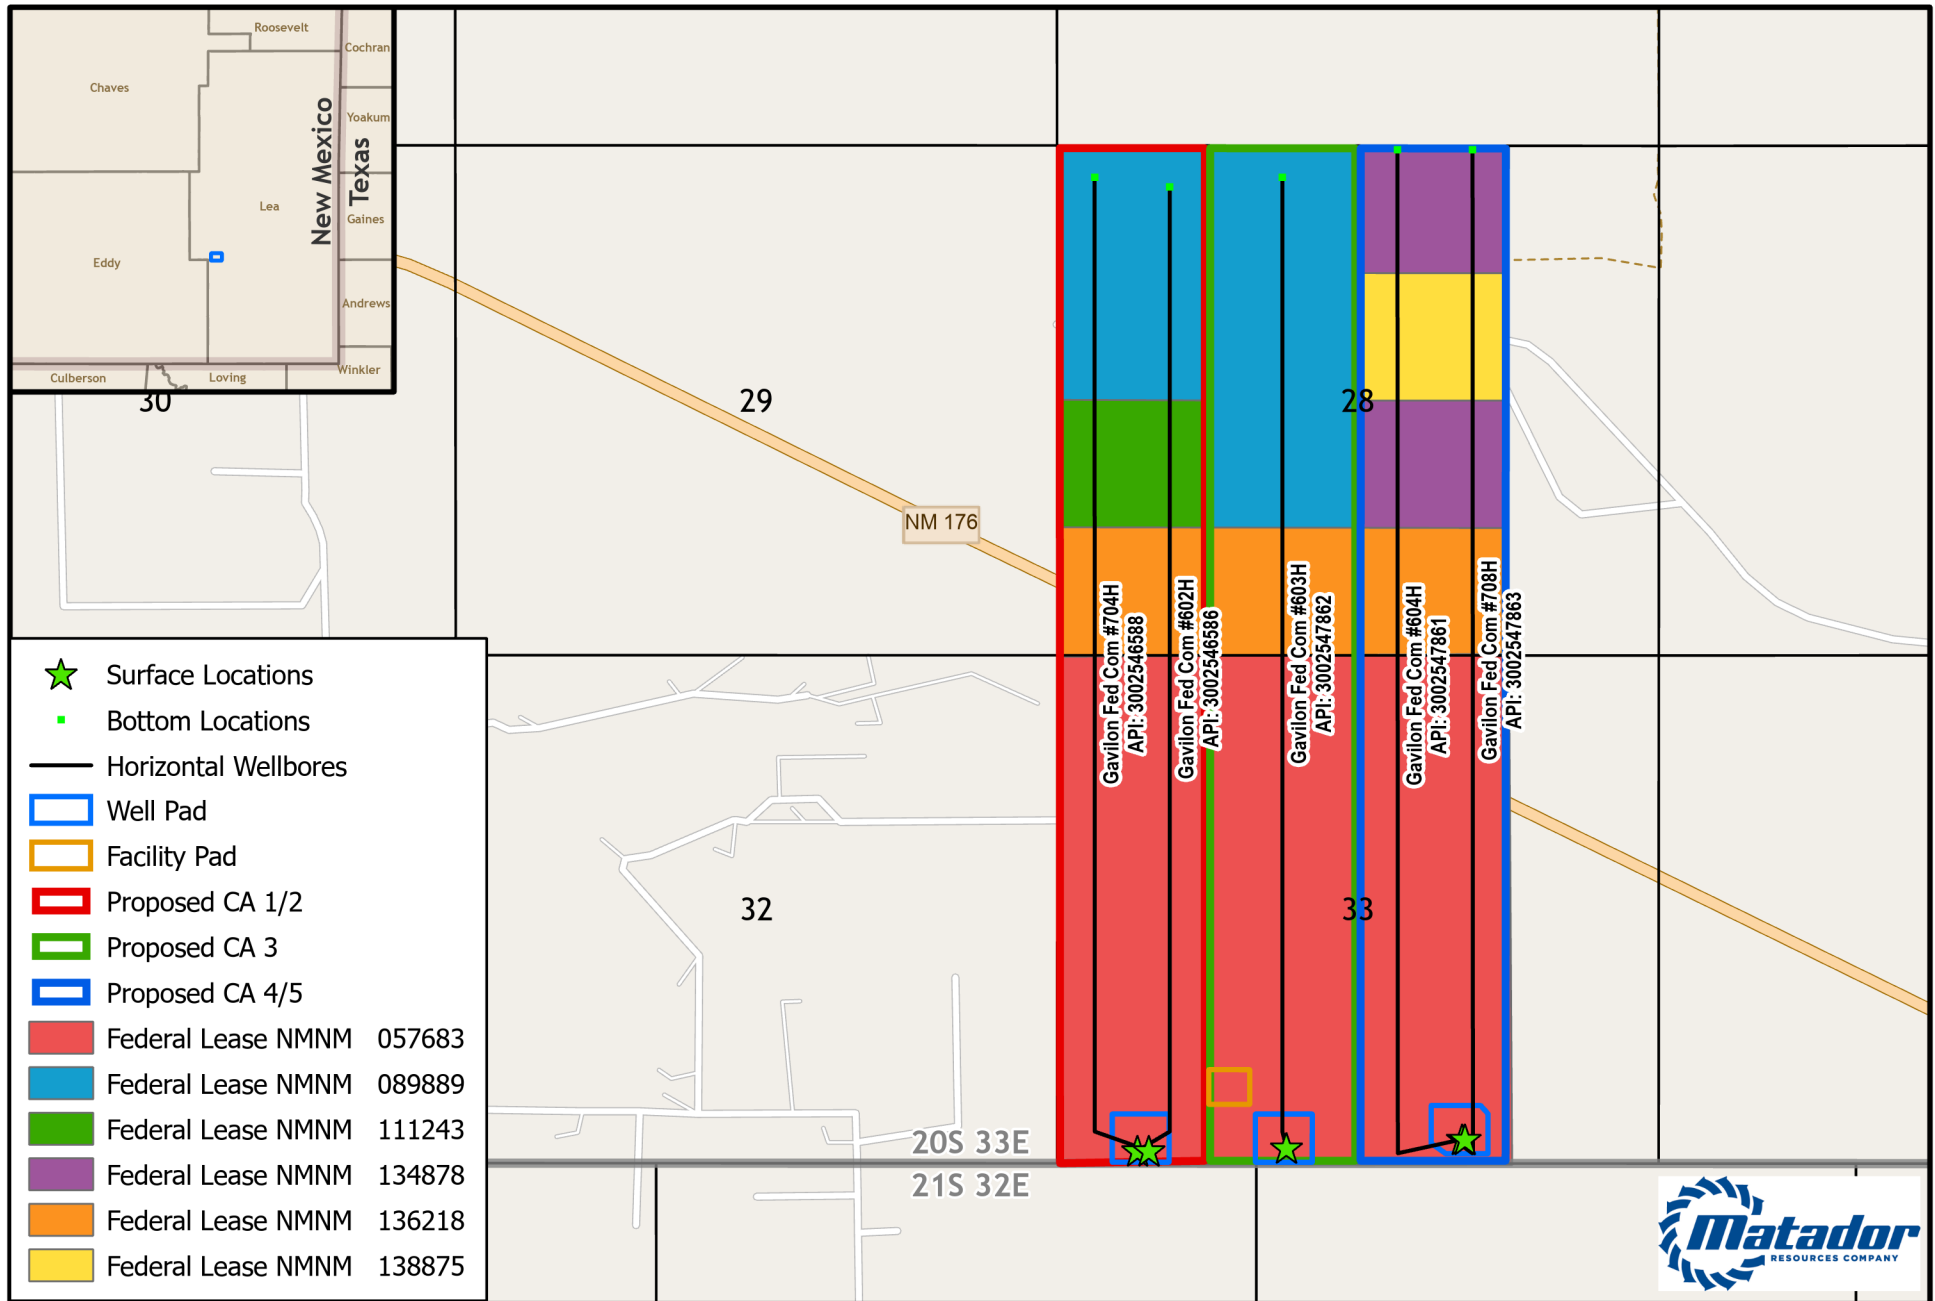 Roosevelt
Cochran
Chaves
Yoakum
New Mexico
Texas
Lea
Gaines
Eddy
Andrews
Winkler
Culberson
Loving
30
29
28
NM 176
Gavilon Fed Com #704H
API: 3002546588
Gavilon Fed Com #602H
API: 3002546586
Gavilon Fed Com #603H
API: 3002547862
Gavilon Fed Com #604H
API: 3002547861
Gavilon Fed Com #708H
API: 3002547863
32
33
20S 33E
21S 32E
Surface Locations
Bottom Locations
Horizontal Wellbores
Well Pad
Facility Pad
Proposed CA 1/2
Proposed CA 3
Proposed CA 4/5
Federal Lease NMNM 057683
Federal Lease NMNM 089889
Federal Lease NMNM 111243
Federal Lease NMNM 134878
Federal Lease NMNM 136218
Federal Lease NMNM 138875
Matador
RESOURCES COMPANY